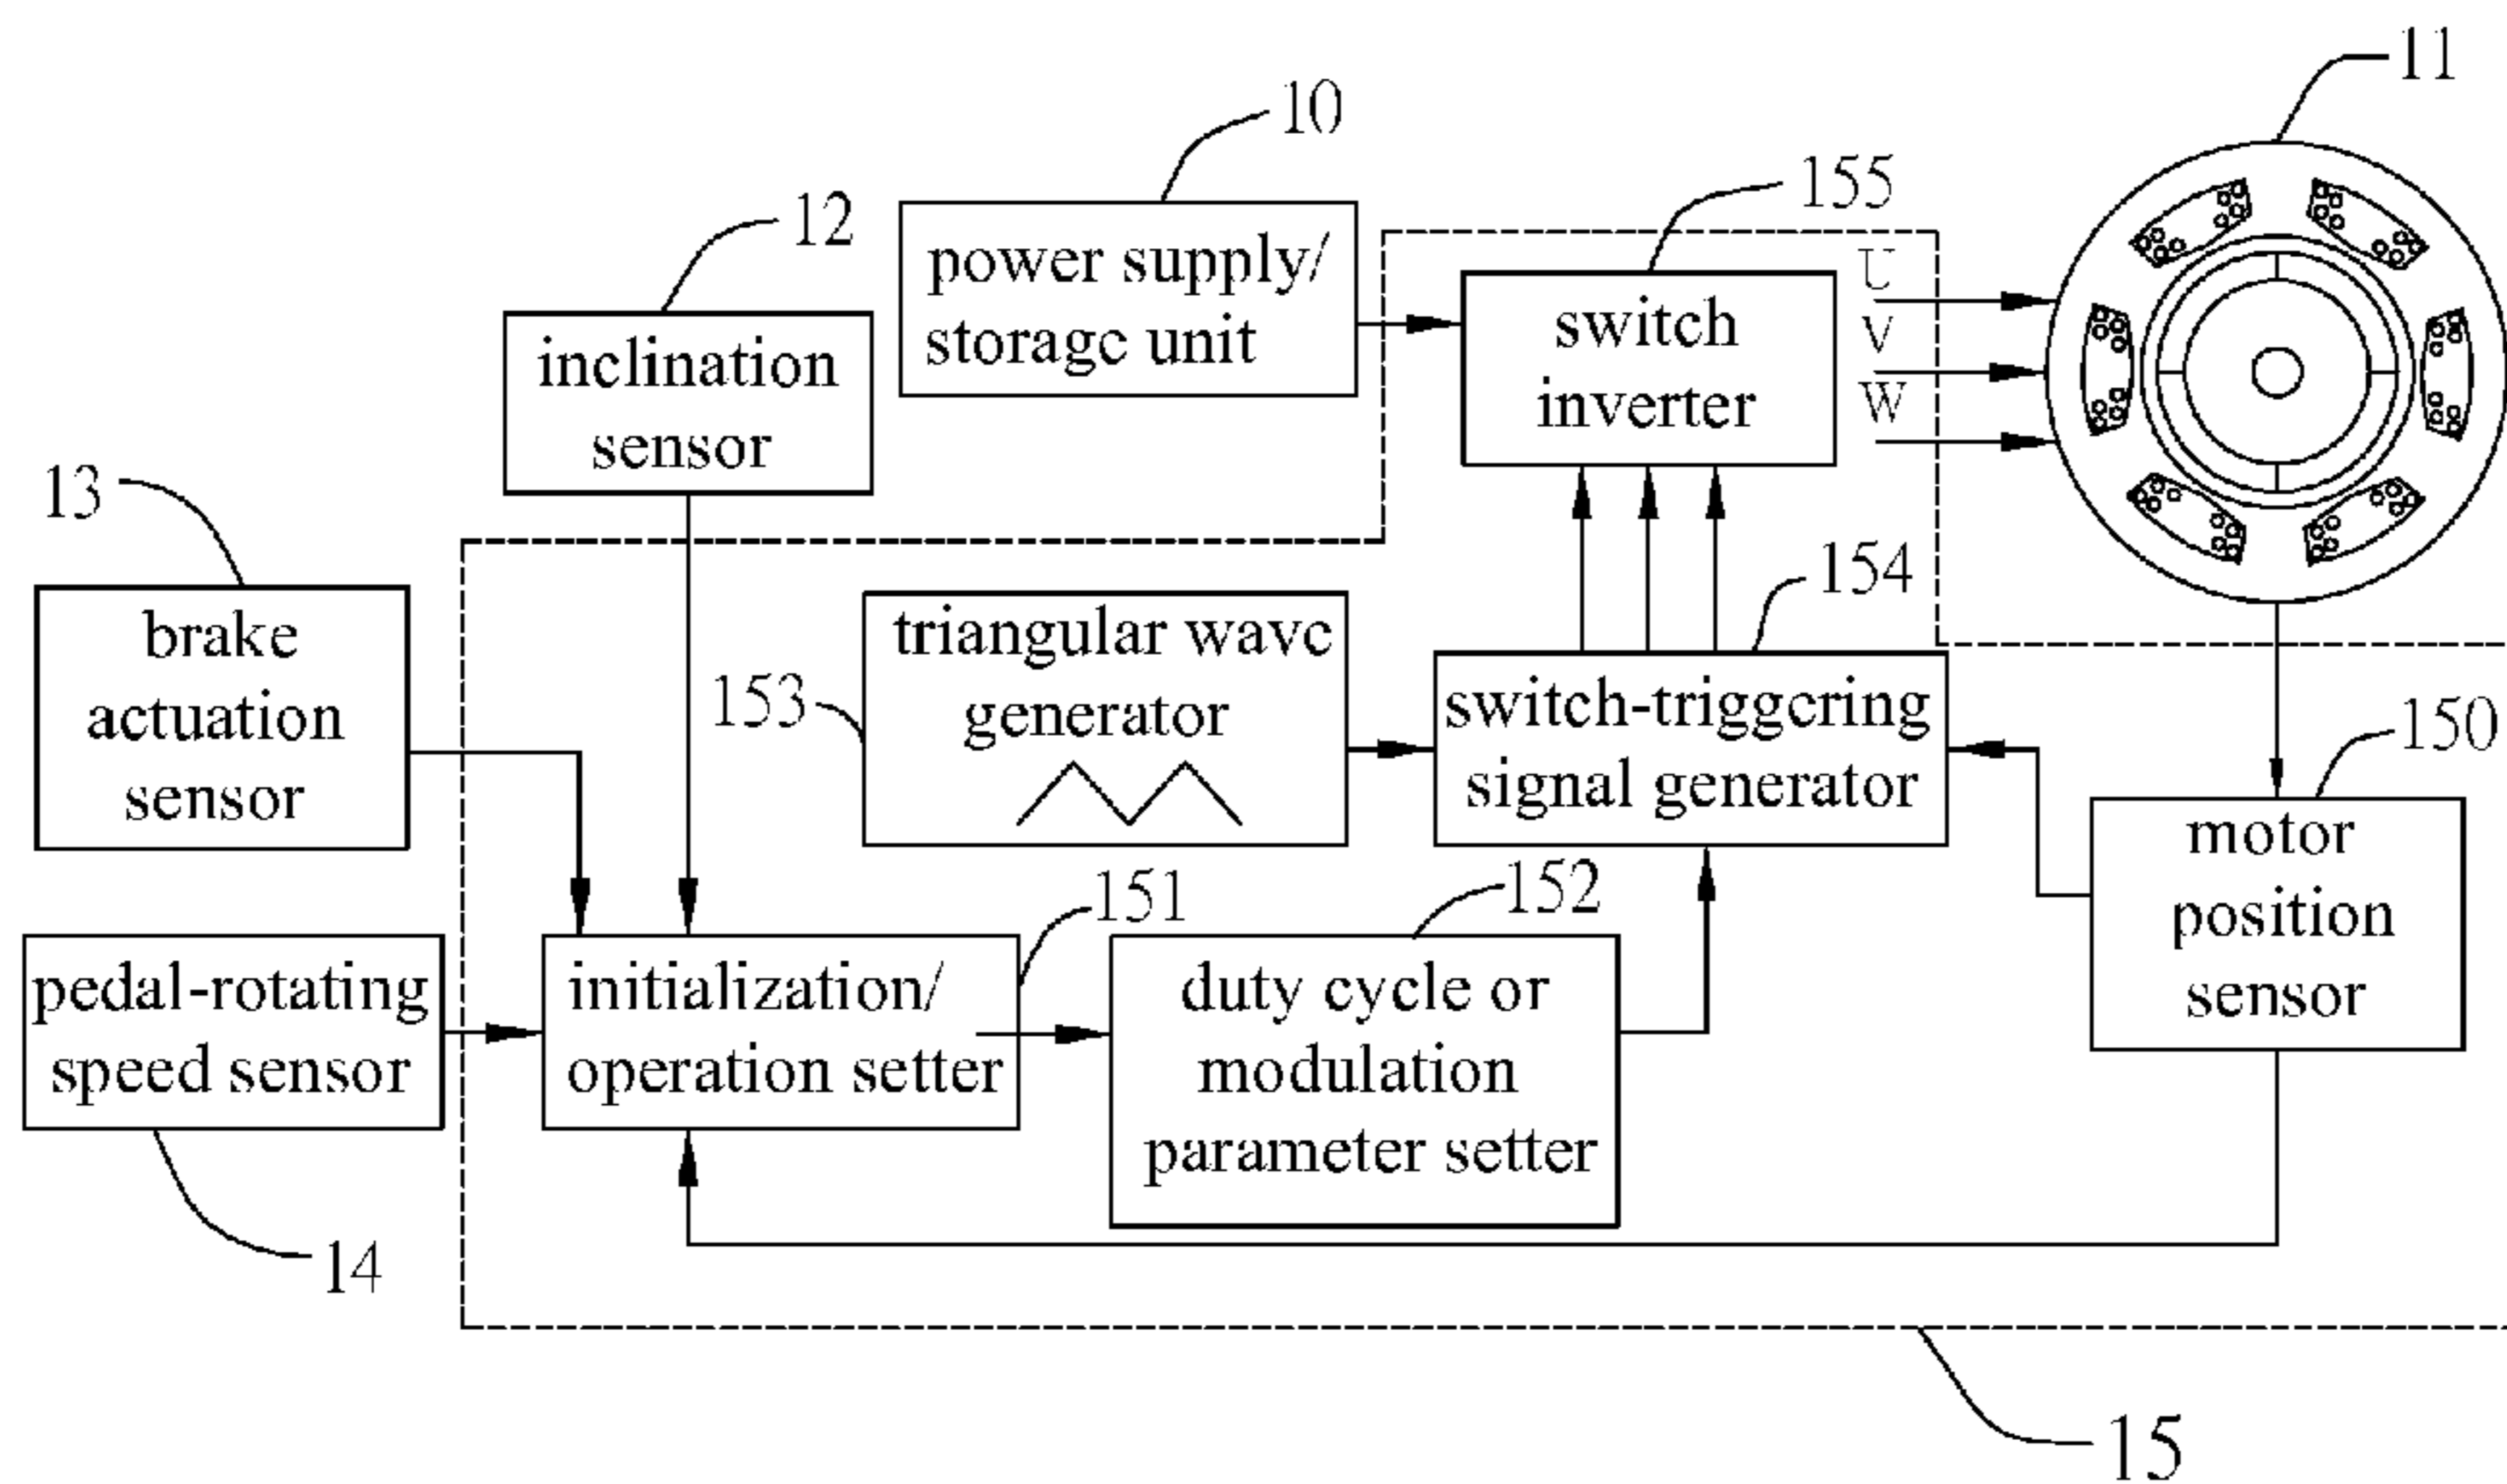 11
10
155
12
power supply/
storage unit
U
V
W
switch
inverter
inclination
sensor
13
154
brake
actuation
sensor
triangular wave
generator
153
switch-triggering
signal generator
150
motor
position
sensor
151
152
pedal-rotating
speed sensor
initialization/
operation setter
duty cycle or
modulation
parameter setter
14
15